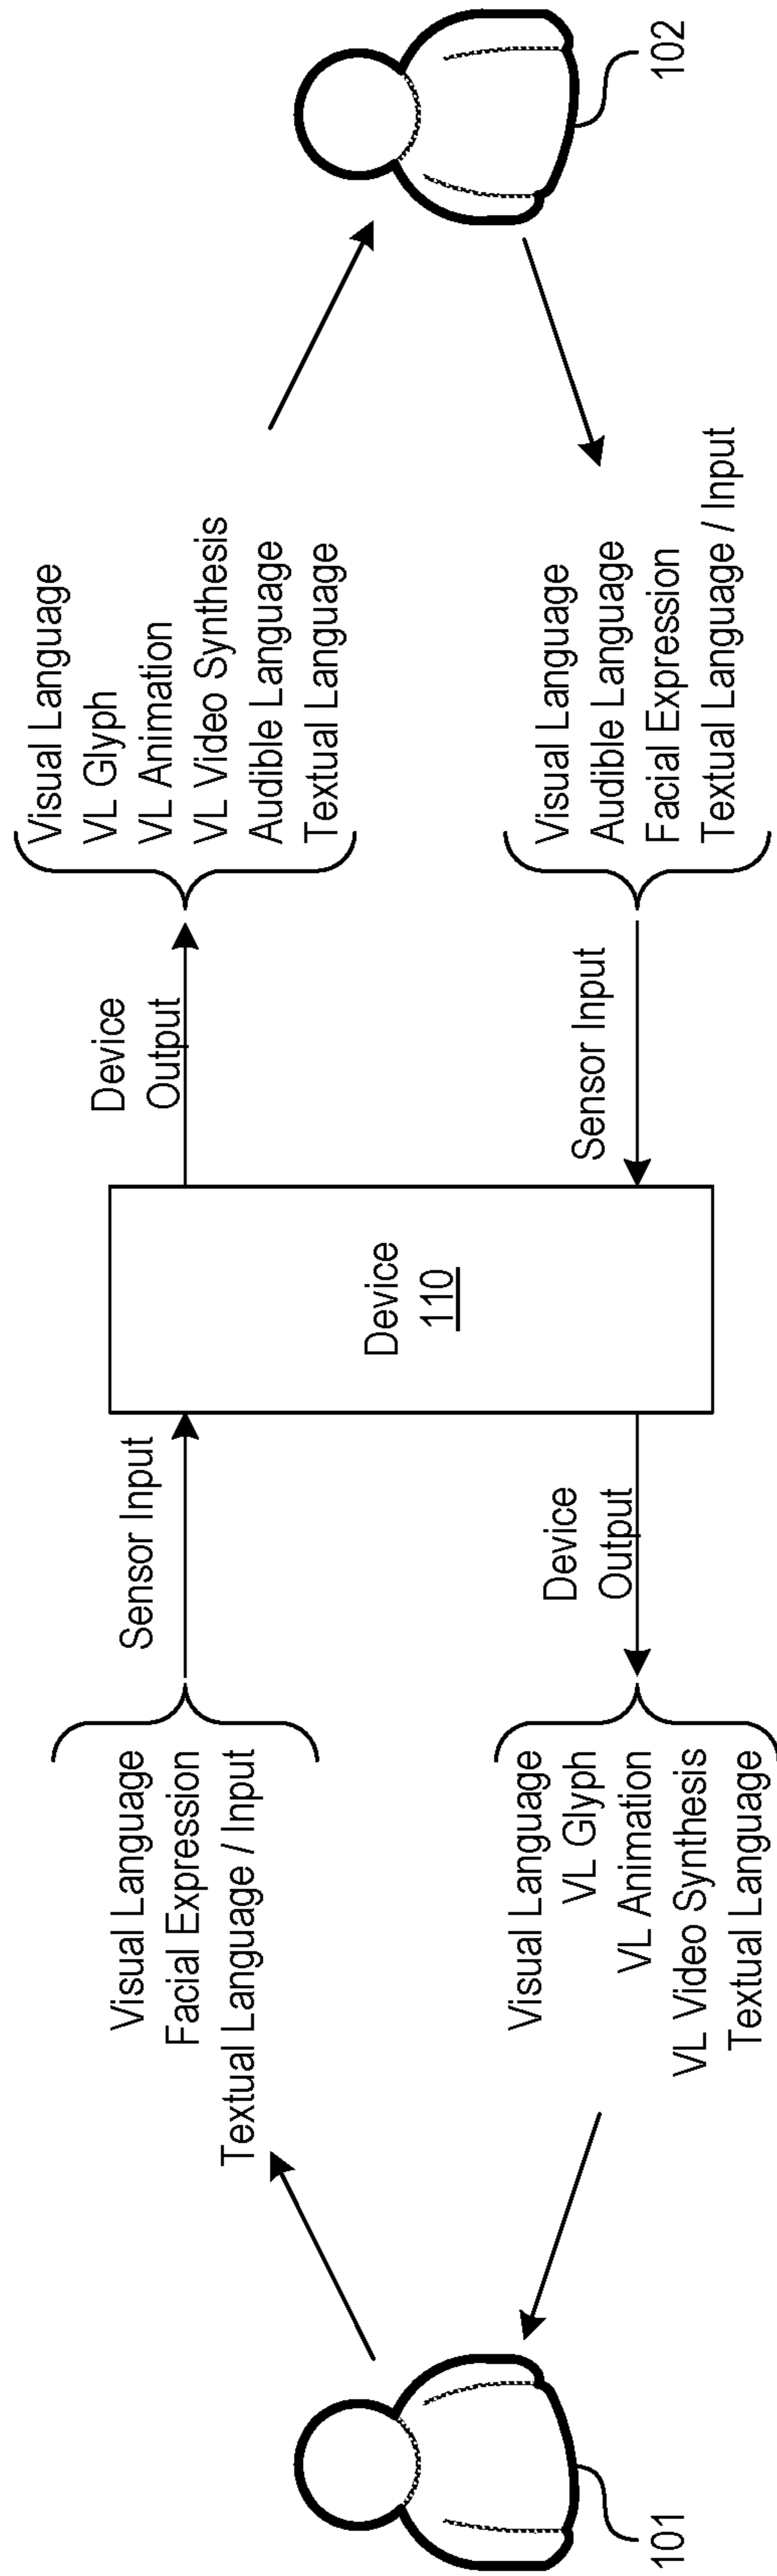 Visual Language
Facial Expression
Textual Language / Input
Sensor Input
Device
Output
Visual Language
VL Glyph
VL Animation
VL Video Synthesis
Audible Language
Textual Language
Device
110
Visual Language
VL Glyph
VL Animation
VL Video Synthesis
Textual Language
Device
Output
Sensor Input
Visual Language
Audible Language
Facial Expression
Textual Language / Input
101
102